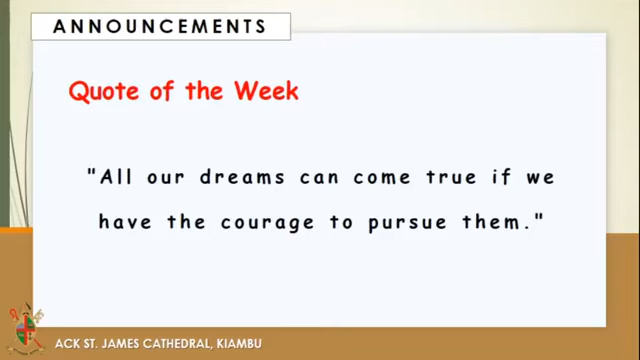 ANNOUNCEMENTS
Quote of the Week
"All our dreams can come true if we
have the courage to pursue them."
ACK ST. JAMES CATHEDRAL, KIAMBU